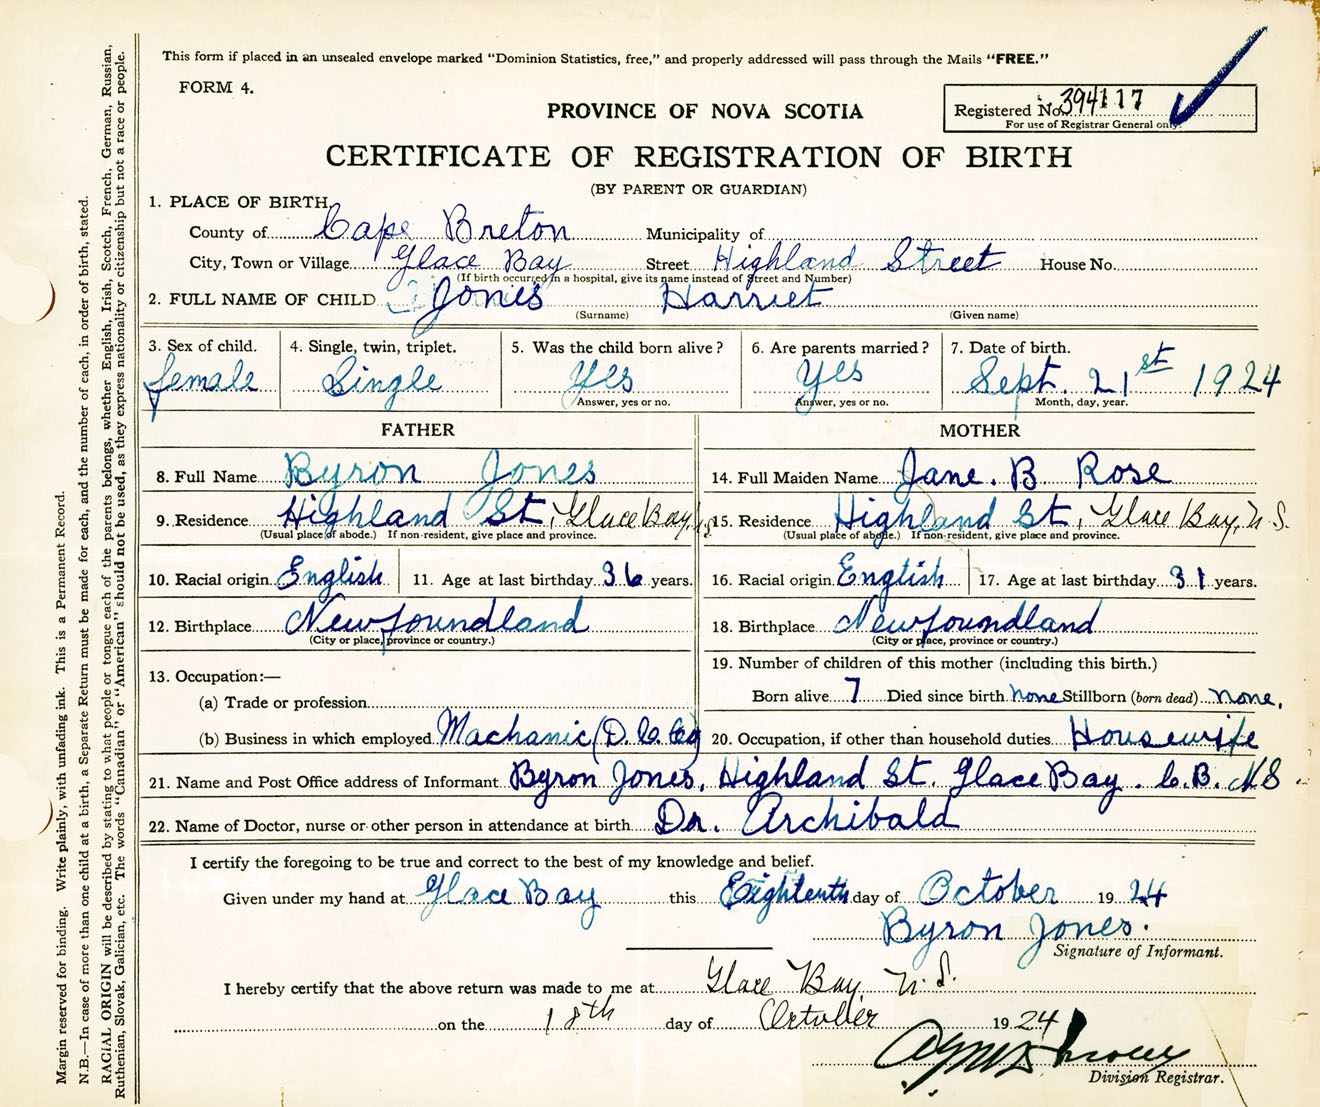 This form if placed in an unsealed envelope marked "Dominion Statistics, free," and properly addressed will pass through the Mails "FREE."
FORM 4.
Registered No. 394117
For use of Registrar General only.
PROVINCE OF NOVA SCOTIA
CERTIFICATE OF REGISTRATION OF BIRTH
(BY PARENT OR GUARDIAN)
1. PLACE OF BIRTH,
County of Cape Breton Municipality of
City, Town or Village Glace Bay Street Highland Street House No.
(If birth occurred in a hospital, give its name instead of Street and Number)
2. FULL NAME OF CHILD Jones Harriet
(Surname) (Given name)
3. Sex of child. 4. Single, twin, triplet. 5. Was the child born alive? 6. Are parents married? 7. Date of birth.
female Single Yes Yes Sept. 21st 1924
Answer, yes or no. Answer, yes or no. Month, day, year.
FATHER MOTHER
8. Full Name Byron Jones 14. Full Maiden Name Jane. B Rose
9. Residence Highland St, Glace Bay, N.S. 15. Residence Highland St, Glace Bay, N.S.
(Usual place of abode.) If non-resident, give place and province. (Usual place of abode.) If non-resident, give place and province.
10. Racial origin English 11. Age at last birthday 36 years. 16. Racial origin English 17. Age at last birthday 31 years.
12. Birthplace Newfoundland 18. Birthplace Newfoundland
(City or place, province or country.) (City or place, province or country.)
13. Occupation:— 19. Number of children of this mother (including this birth.)
(a) Trade or profession Born alive 7 Died since birth none Stillborn (born dead) none.
(b) Business in which employed Machanic (D. C. Co) 20. Occupation, if other than household duties Housewife
21. Name and Post Office address of Informant Byron Jones, Highland St. Glace Bay. C.B. N S
22. Name of Doctor, nurse or other person in attendance at birth Dr. Archibald
I certify the foregoing to be true and correct to the best of my knowledge and belief.
Given under my hand at Glace Bay this Eightenth day of October 1924
Byron Jones.
Signature of Informant.
I hereby certify that the above return was made to me at Glace Bay, N.S.
on the 18th day of October 1924
Division Registrar.
Margin reserved for binding. Write plainly, with unfading ink. This is a Permanent Record.
N.B.—In case of more than one child at a birth, a Separate Return must be made for each, and the number of each, in order of birth, stated.
RACIAL ORIGIN will be described by stating to what people or tongue each of the parents belongs, whether English, Irish, Scotch, French, German, Russian,
Ruthenian, Slovak, Galician, etc. The words "Canadian" or "American" should not be used, as they express nationality or citizenship but not a race or people.